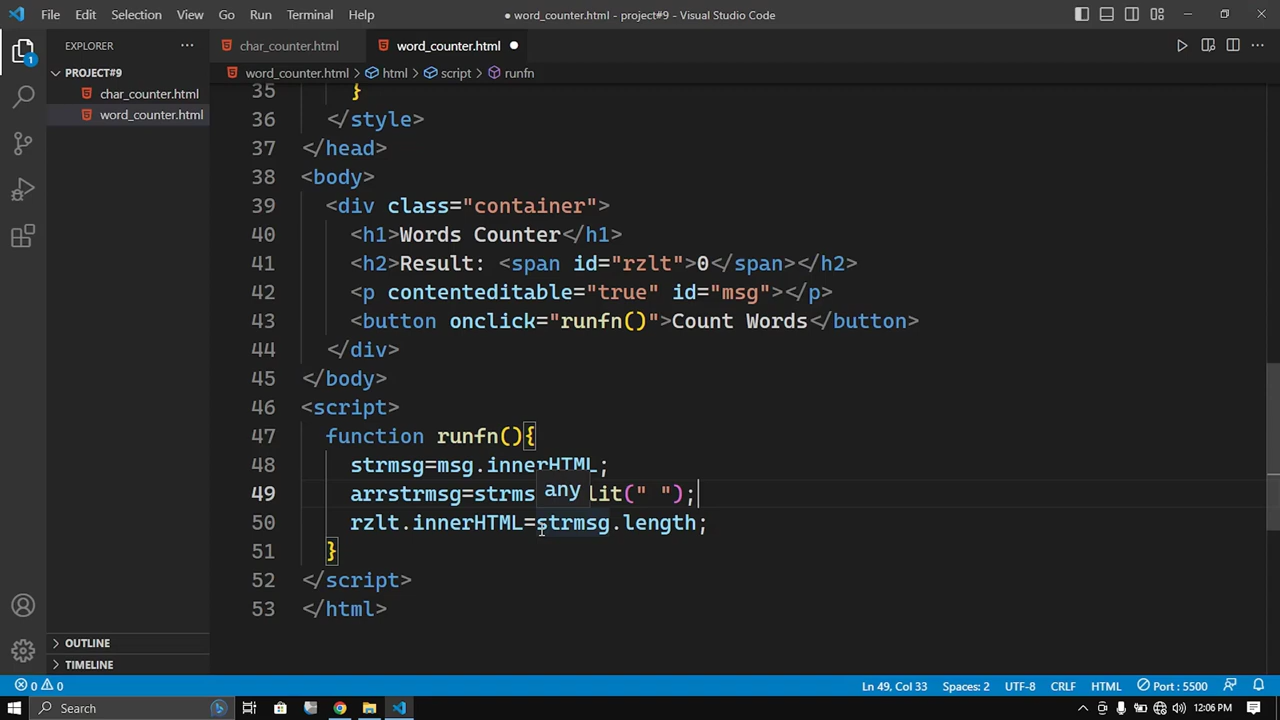 File Edit Selection View Go Run Terminal Help
● word_counter.html - project#9 - Visual Studio Code
EXPLORER
char_counter.html
word_counter.html
PROJECT#9
word_counter.html > html > script > runfn
char_counter.html
word_counter.html
35 }
36 </style>
37 </head>
38 <body>
39 <div class="container">
40 <h1>Words Counter</h1>
41 <h2>Result: <span id="rzlt">0</span></h2>
42 <p contenteditable="true" id="msg"></p>
43 <button onclick="runfn()">Count Words</button>
44 </div>
45 </body>
46 <script>
47 function runfn(){
48 strmsg=msg.innerHTML;
any
49 arrstrmsg=strms lit(" ");
50 rzlt.innerHTML=strmsg.length;
51 }
52 </script>
53 </html>
OUTLINE
TIMELINE
1
0 0
Ln 49, Col 33 Spaces: 2 UTF-8 CRLF HTML Port : 5500
Search
12:06 PM